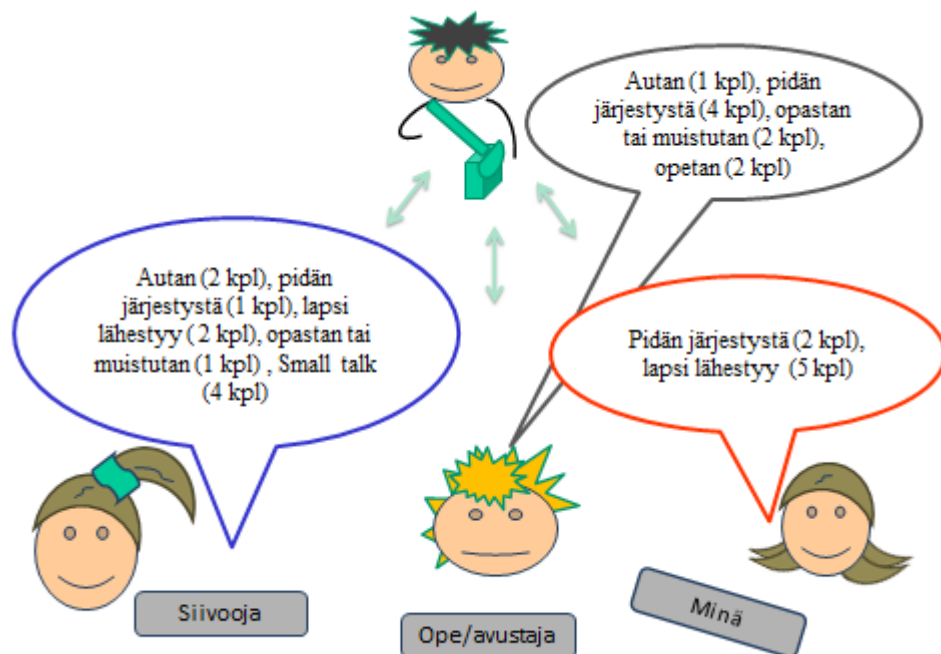 Autan (1 kpl), pidän
järjestystä (4 kpl), opastan
tai muistutan (2 kpl),
opetan (2 kpl)
Autan (2 kpl), pidän
järjestystä (1 kpl), lapsi
lähestyy (2 kpl), opastan tai
muistutan (1 kpl) , Small talk
(4 kpl)
Pidän järjestystä (2 kpl),
lapsi lähestyy (5 kpl)
Siivooja
Ope/avustaja
Minä